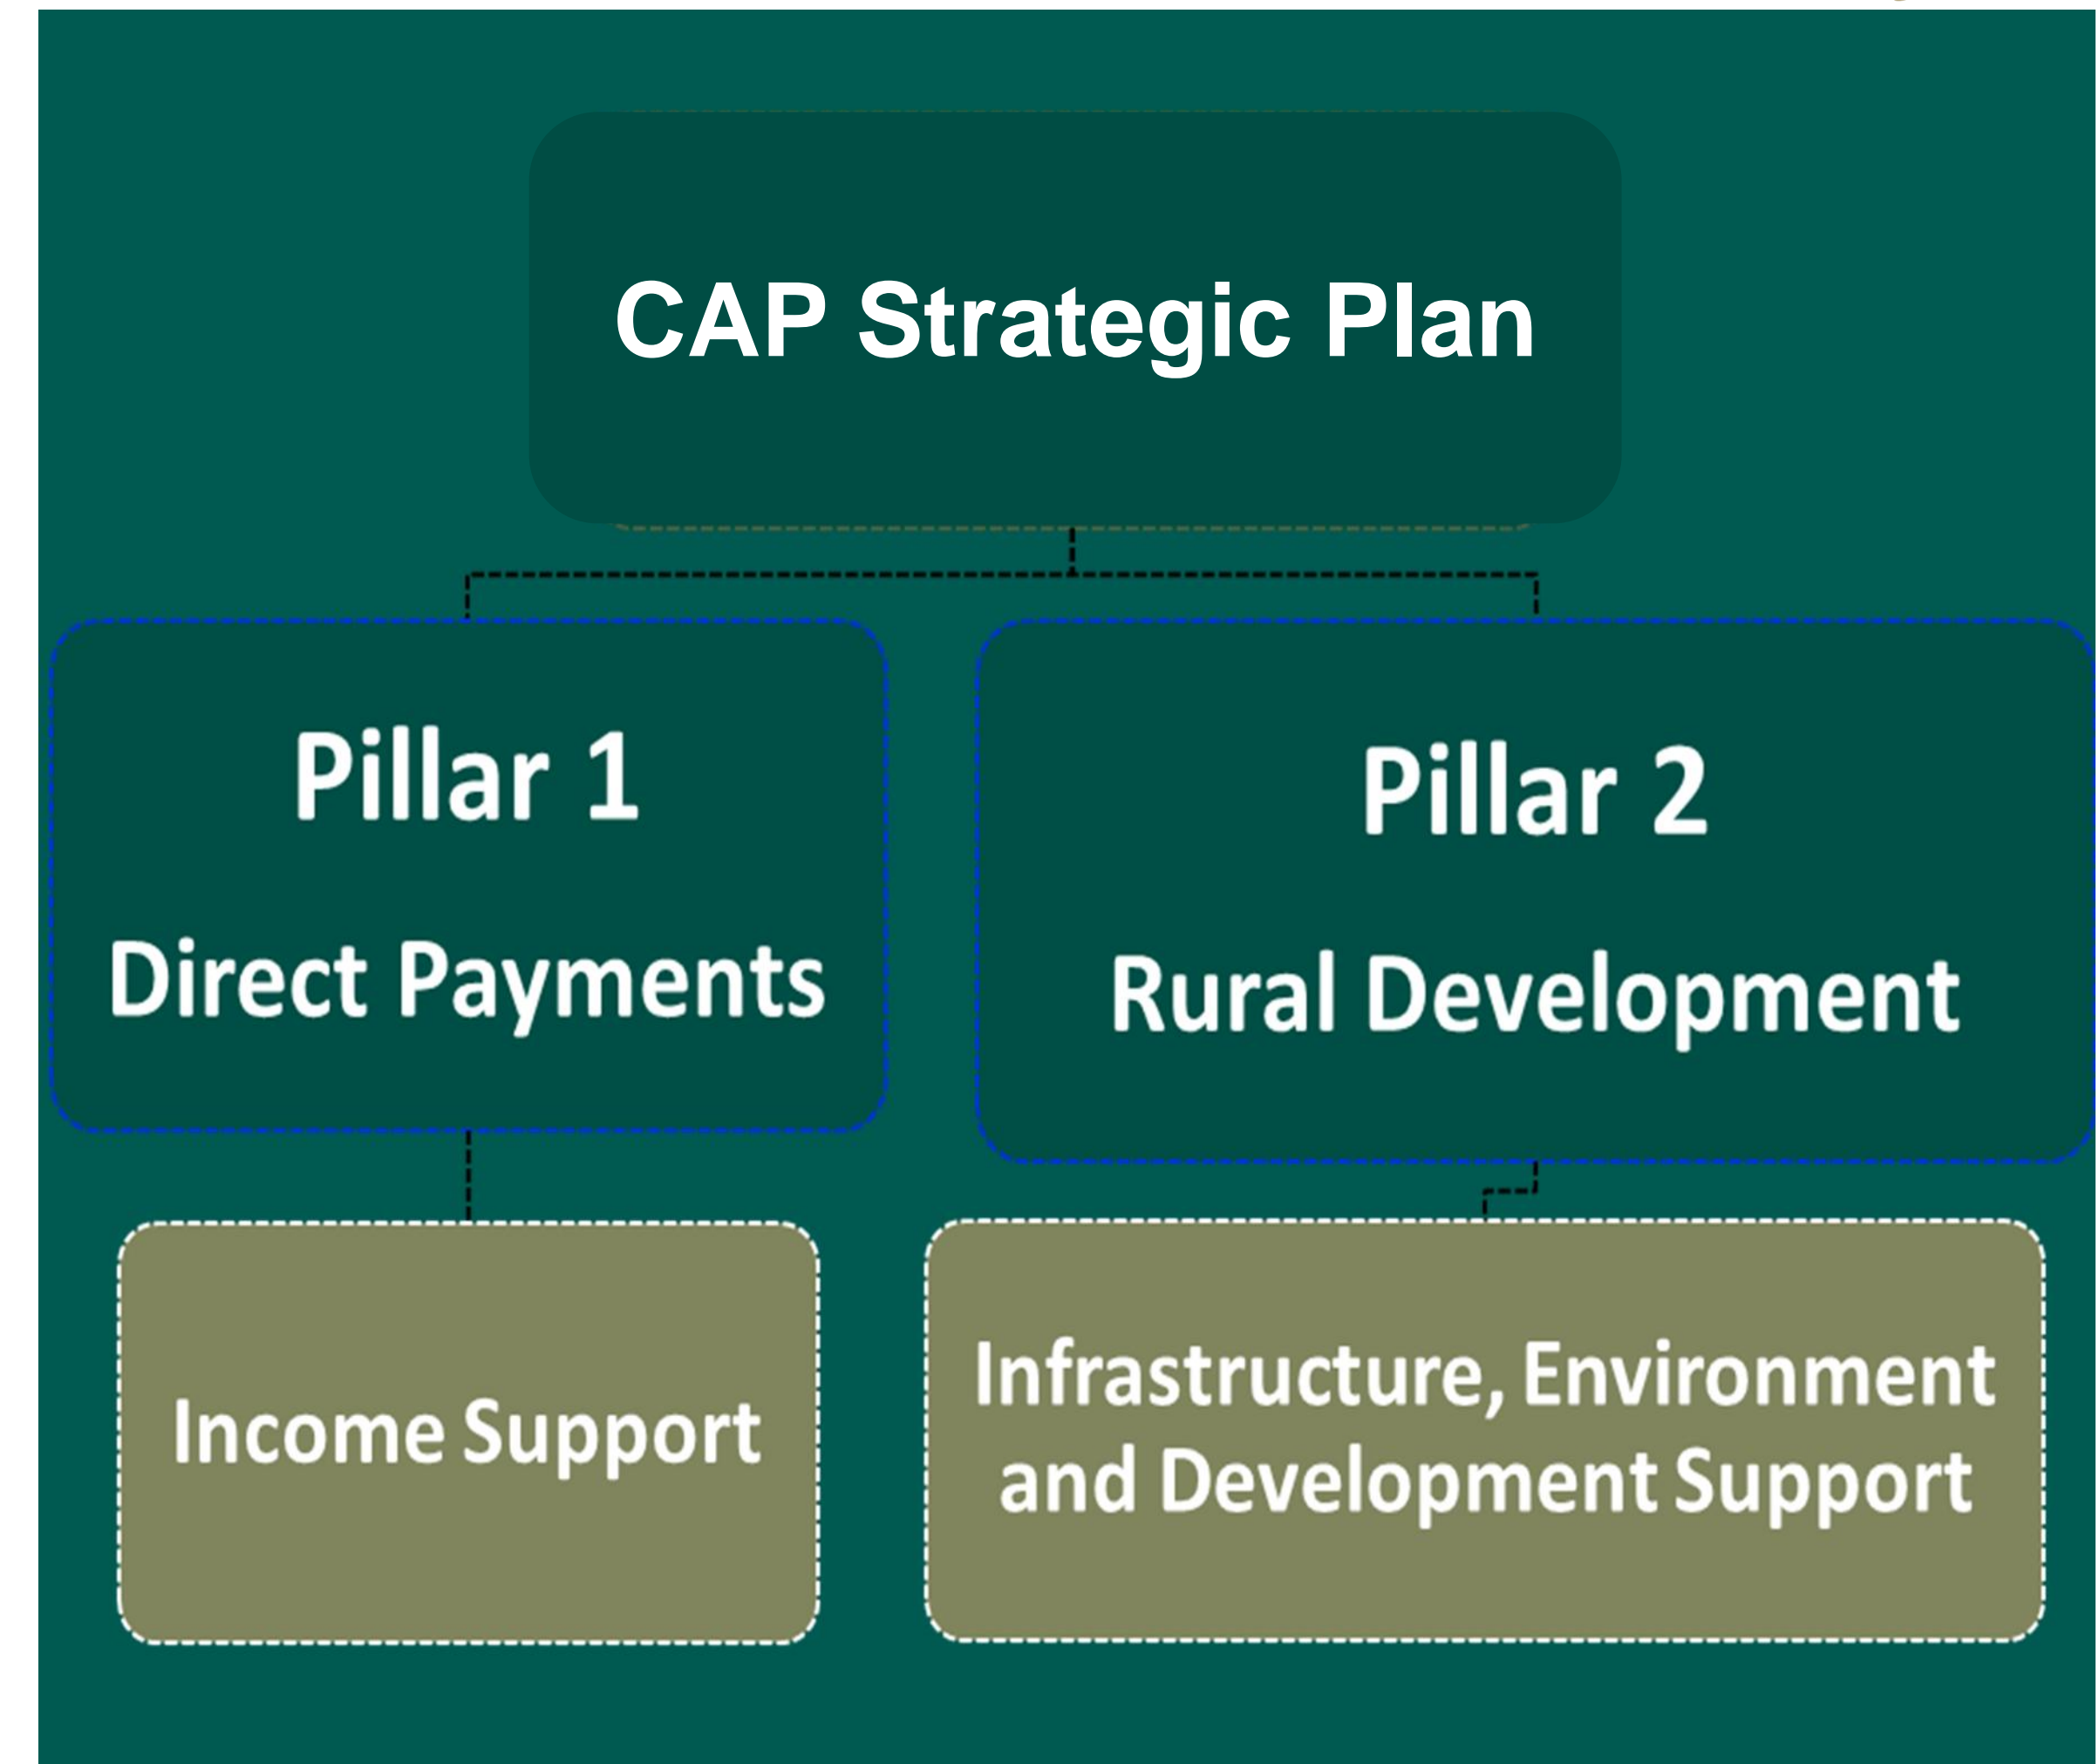 CAP Strategic Plan
Pillar 1
Direct Payments
Pillar 2
Rural Development
Income Support
Infrastructure, Environment
and Development Support